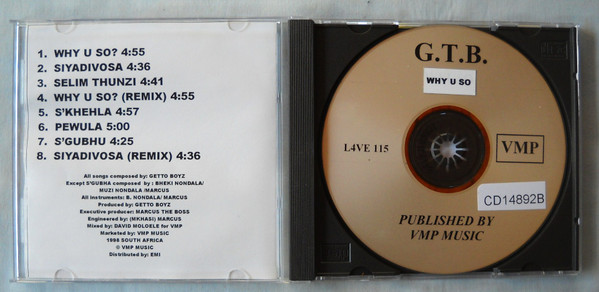 1. WHY U SO? 4:55
2. SIYADIVOSA 4:36
3. SELIM THUNZI 4:41
4. WHY U SO? (REMIX) 4:55
5. S'KHEHLA 4:57
6. PEWULA 5:00
7. S'GUBHU 4:25
8. SIYADIVOSA (REMIX) 4:36
All songs composed by: GETTO BOYZ
Except S'GUBHA composed by : BHEKI NONDALA/
MUZI NONDALA /MARCUS
All instruments: B. NONDALA/ MARCUS
Produced by: GETTO BOYZ
Executive producer: MARCUS THE BOSS
Engineered by: (MKHASI) MARCUS
Mixed by: DAVID MOLOELE for VMP
Marketed by: VMP MUSIC
1998 SOUTH AFRICA
© VMP MUSIC
Distributed by: EMI
G.T.B.
WHY U SO
L4VE 115
VMP
CD14892B
PUBLISHED BY
VMP MUSIC